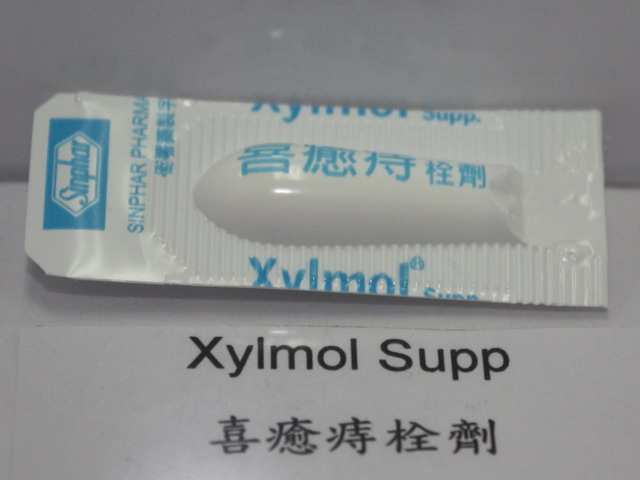 Sinphar
SINPHAR PHARMA
Xylmol Supp.
喜癒痔栓劑
Xylmol® Supp.
Xylmol Supp
喜癒痔栓劑